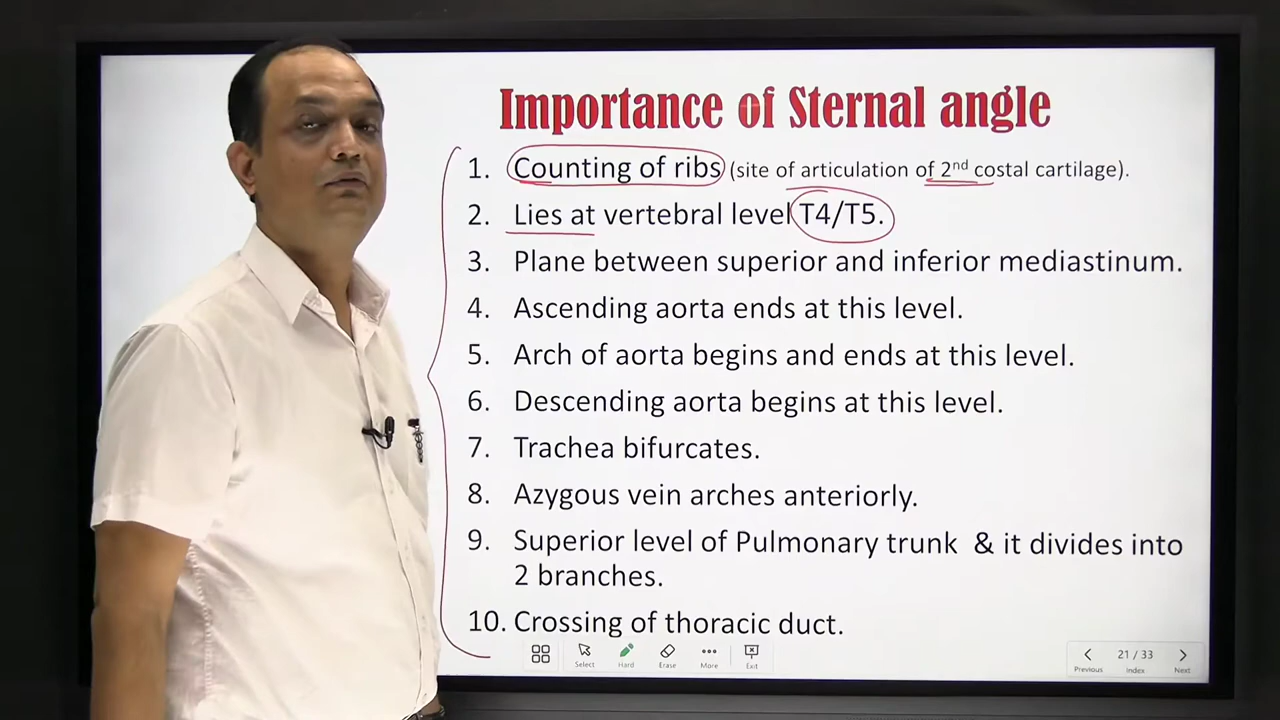 Importance of Sternal angle
1. Counting of ribs (site of articulation of 2nd costal cartilage).
2. Lies at vertebral level T4/T5.
3. Plane between superior and inferior mediastinum.
4. Ascending aorta ends at this level.
5. Arch of aorta begins and ends at this level.
6. Descending aorta begins at this level.
7. Trachea bifurcates.
8. Azygous vein arches anteriorly.
9. Superior level of Pulmonary trunk & it divides into
2 branches.
10. Crossing of thoracic duct.
Select Hard Erase More Exit
21 / 33
Previous Index Next